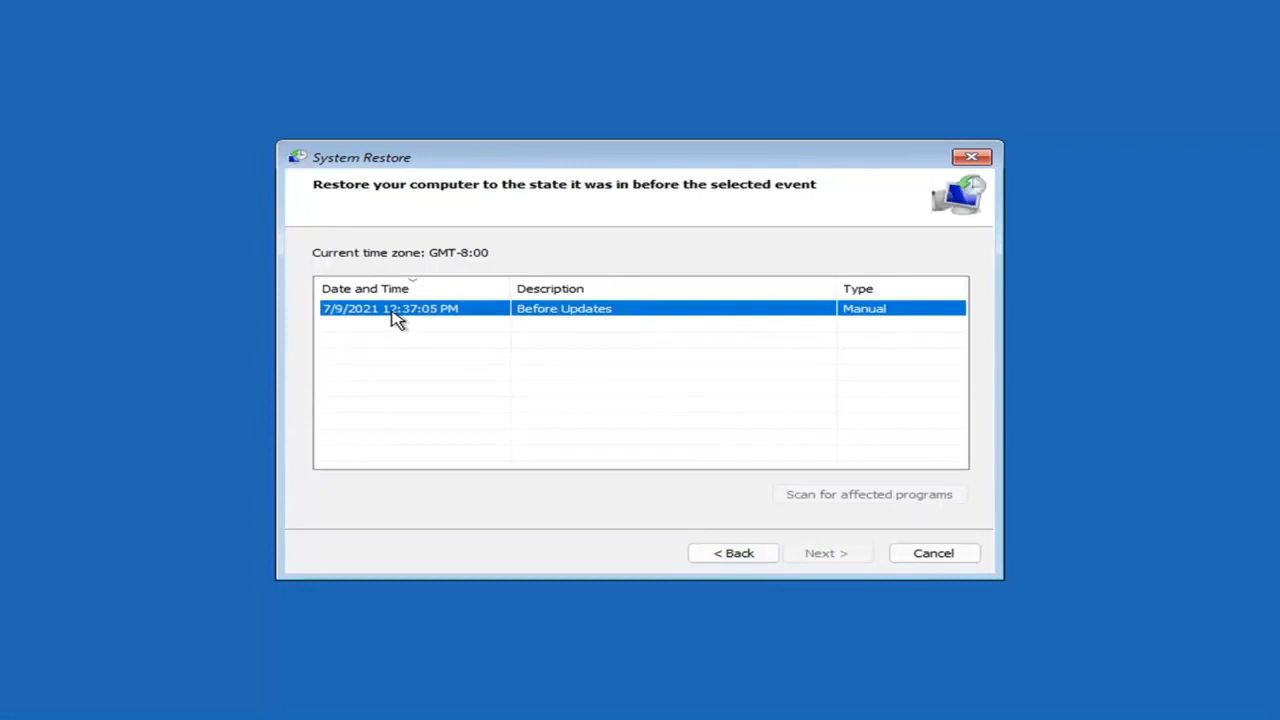 System Restore
Restore your computer to the state it was in before the selected event
Current time zone: GMT-8:00
Date and Time Description Type
7/9/2021 12:37:05 PM Before Updates Manual
Scan for affected programs
< Back Next > Cancel